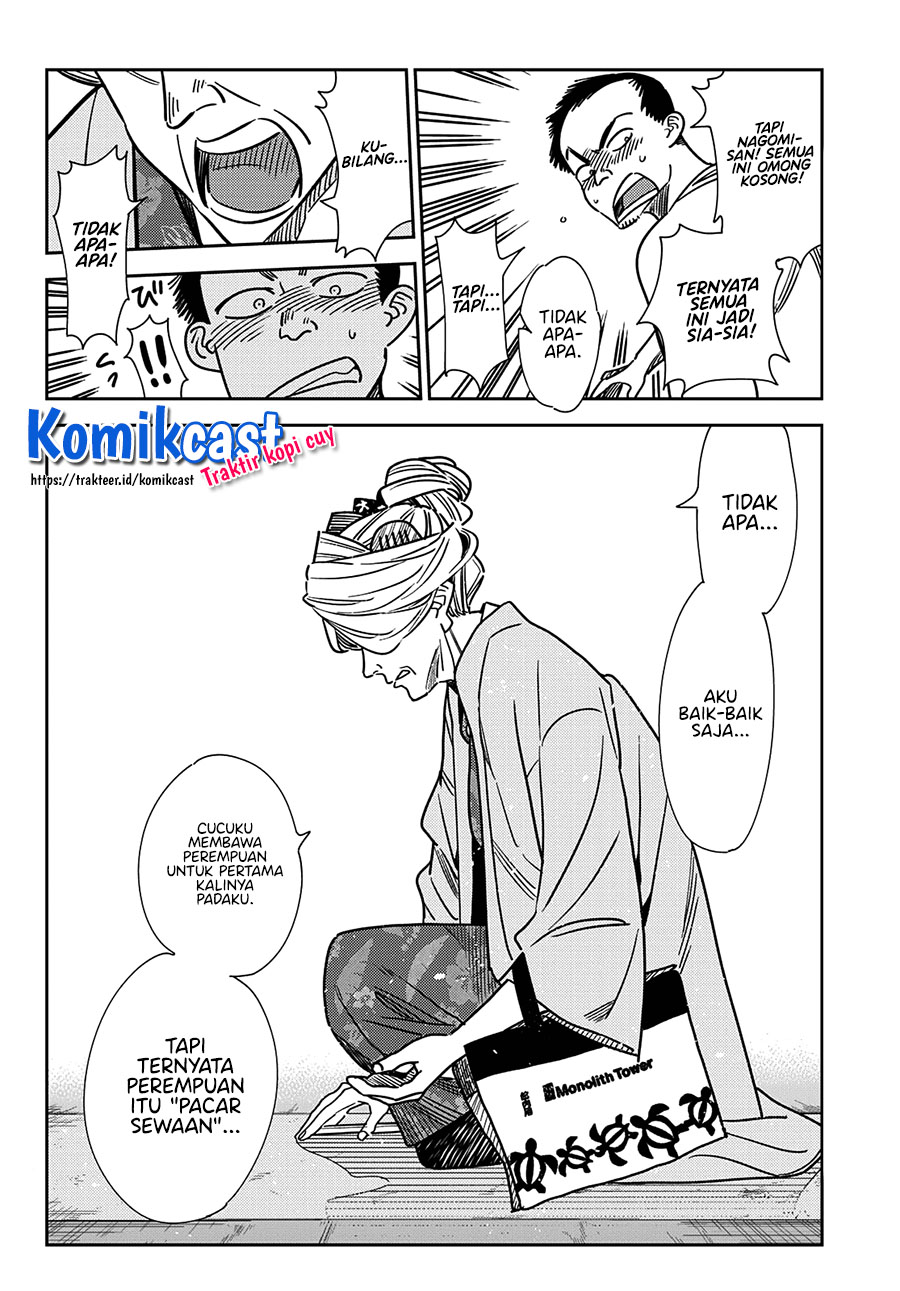 TAPI
NAGOMI-
SAN! SEMUA
INI OMONG
KOSONG!
TERNYATA
SEMUA
INI JADI
SIA-SIA!
TIDAK
APA-
APA.
TAPI...
TAPI...
KU-
BILANG...
TIDAK
APA-
APA!
びっ
!!
Komikcast
Traktir kopi cuy
https://trakteer.id/komikcast
TIDAK
APA...
AKU
BAIK-BAIK
SAJA...
CUCUKU
MEMBAWA
PEREMPUAN
UNTUK PERTAMA
KALINYA
PADAKU.
TAPI
TERNYATA
PEREMPUAN
ITU "PACAR
SEWAAN"...
Monolith Tower